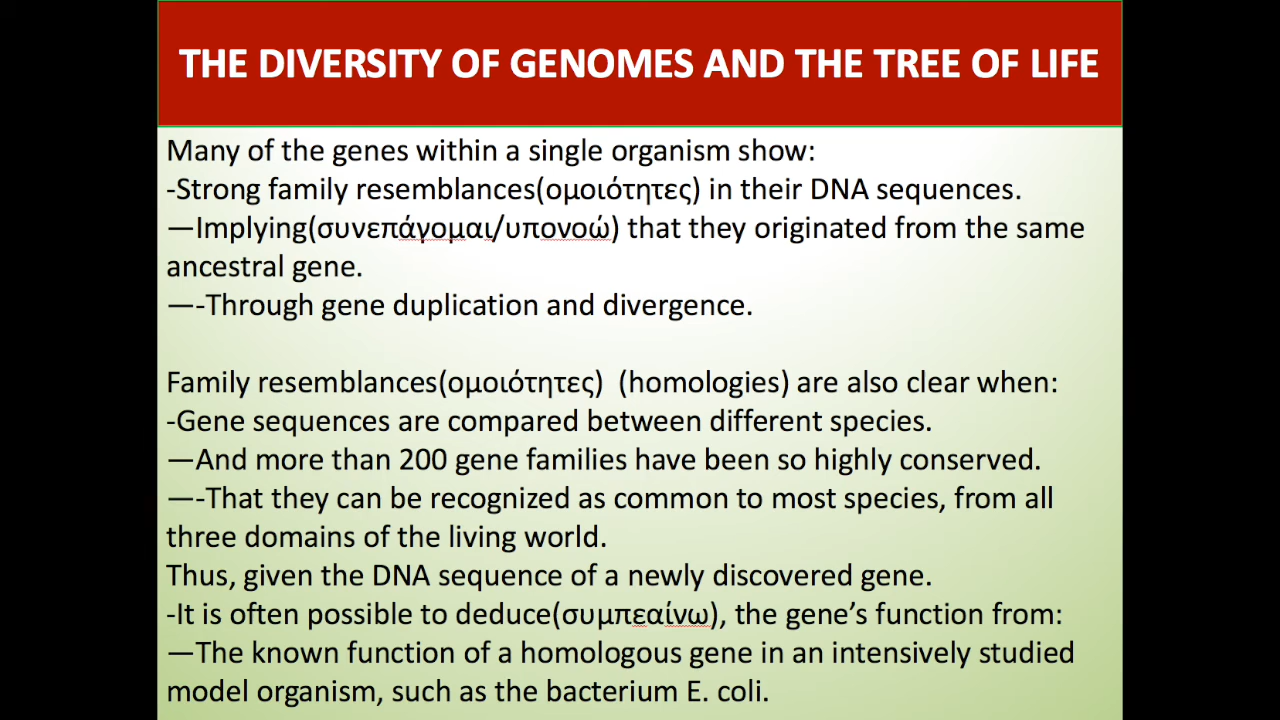 THE DIVERSITY OF GENOMES AND THE TREE OF LIFE
Many of the genes within a single organism show:
-Strong family resemblances(ομοιότητες) in their DNA sequences.
—Implying(συνεπάγομαι/υπονοώ) that they originated from the same
ancestral gene.
—-Through gene duplication and divergence.
Family resemblances(ομοιότητες)  (homologies) are also clear when:
-Gene sequences are compared between different species.
—And more than 200 gene families have been so highly conserved.
—-That they can be recognized as common to most species, from all
three domains of the living world.
Thus, given the DNA sequence of a newly discovered gene.
-It is often possible to deduce(συμπεαίνω), the gene’s function from:
—The known function of a homologous gene in an intensively studied
model organism, such as the bacterium E. coli.